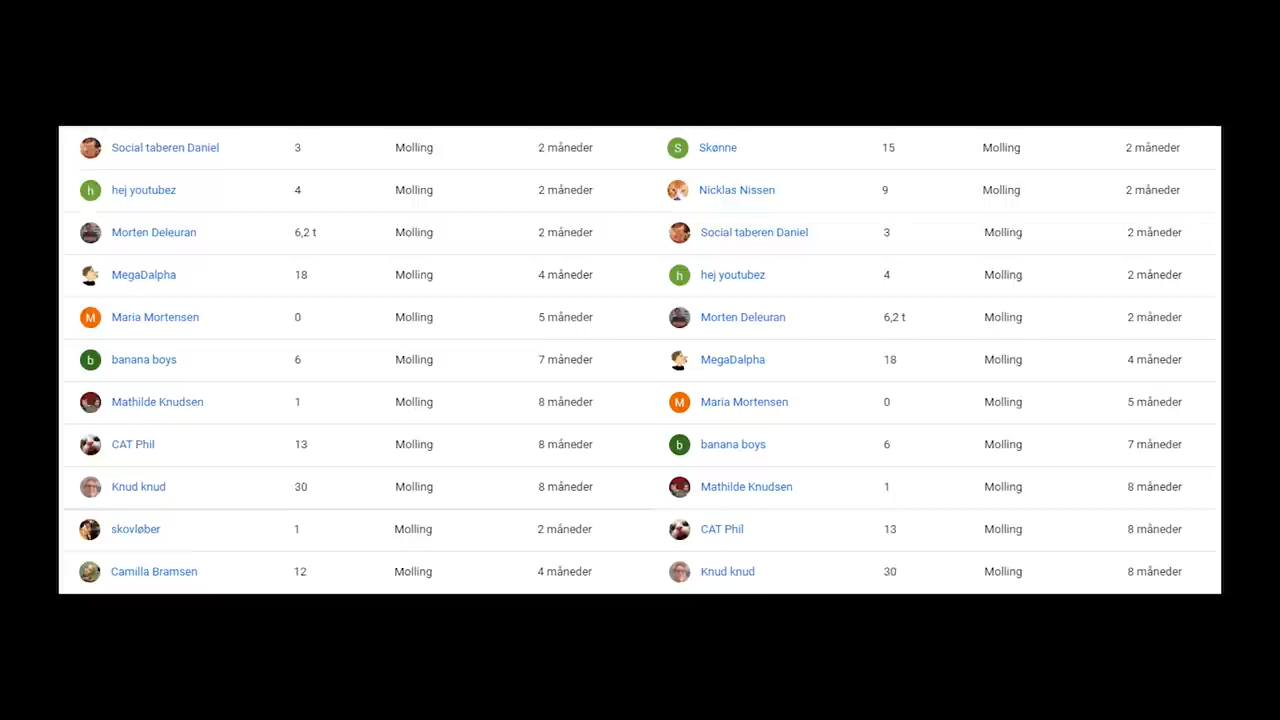 Social taberen Daniel 3 Molling 2 måneder Skønne 15 Molling 2 måneder
hej youtubez 4 Molling 2 måneder Nicklas Nissen 9 Molling 2 måneder
Morten Deleuran 6,2 t Molling 2 måneder Social taberen Daniel 3 Molling 2 måneder
MegaDalpha 18 Molling 4 måneder hej youtubez 4 Molling 2 måneder
Maria Mortensen 0 Molling 5 måneder Morten Deleuran 6,2 t Molling 2 måneder
banana boys 6 Molling 7 måneder MegaDalpha 18 Molling 4 måneder
Mathilde Knudsen 1 Molling 8 måneder Maria Mortensen 0 Molling 5 måneder
CAT Phil 13 Molling 8 måneder banana boys 6 Molling 7 måneder
Knud knud 30 Molling 8 måneder Mathilde Knudsen 1 Molling 8 måneder
skovløber 1 Molling 2 måneder CAT Phil 13 Molling 8 måneder
Camilla Bramsen 12 Molling 4 måneder Knud knud 30 Molling 8 måneder